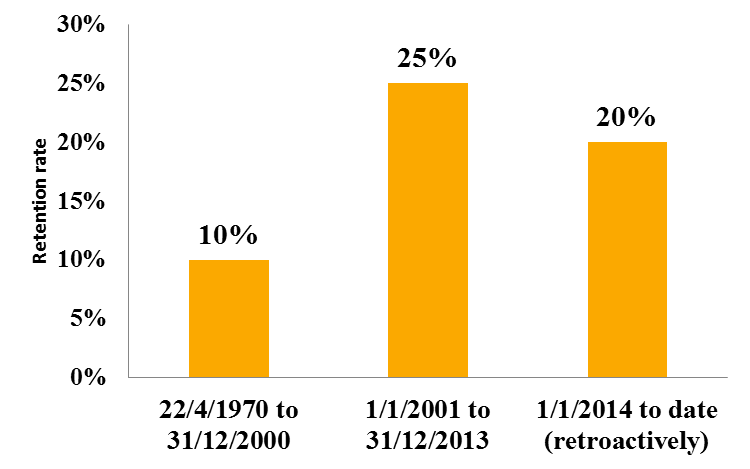 30%
25%
20%
15%
10%
5%
0%
Retention rate
10%
25%
20%
22/4/1970 to
31/12/2000
1/1/2001 to
31/12/2013
1/1/2014 to date
(retroactively)